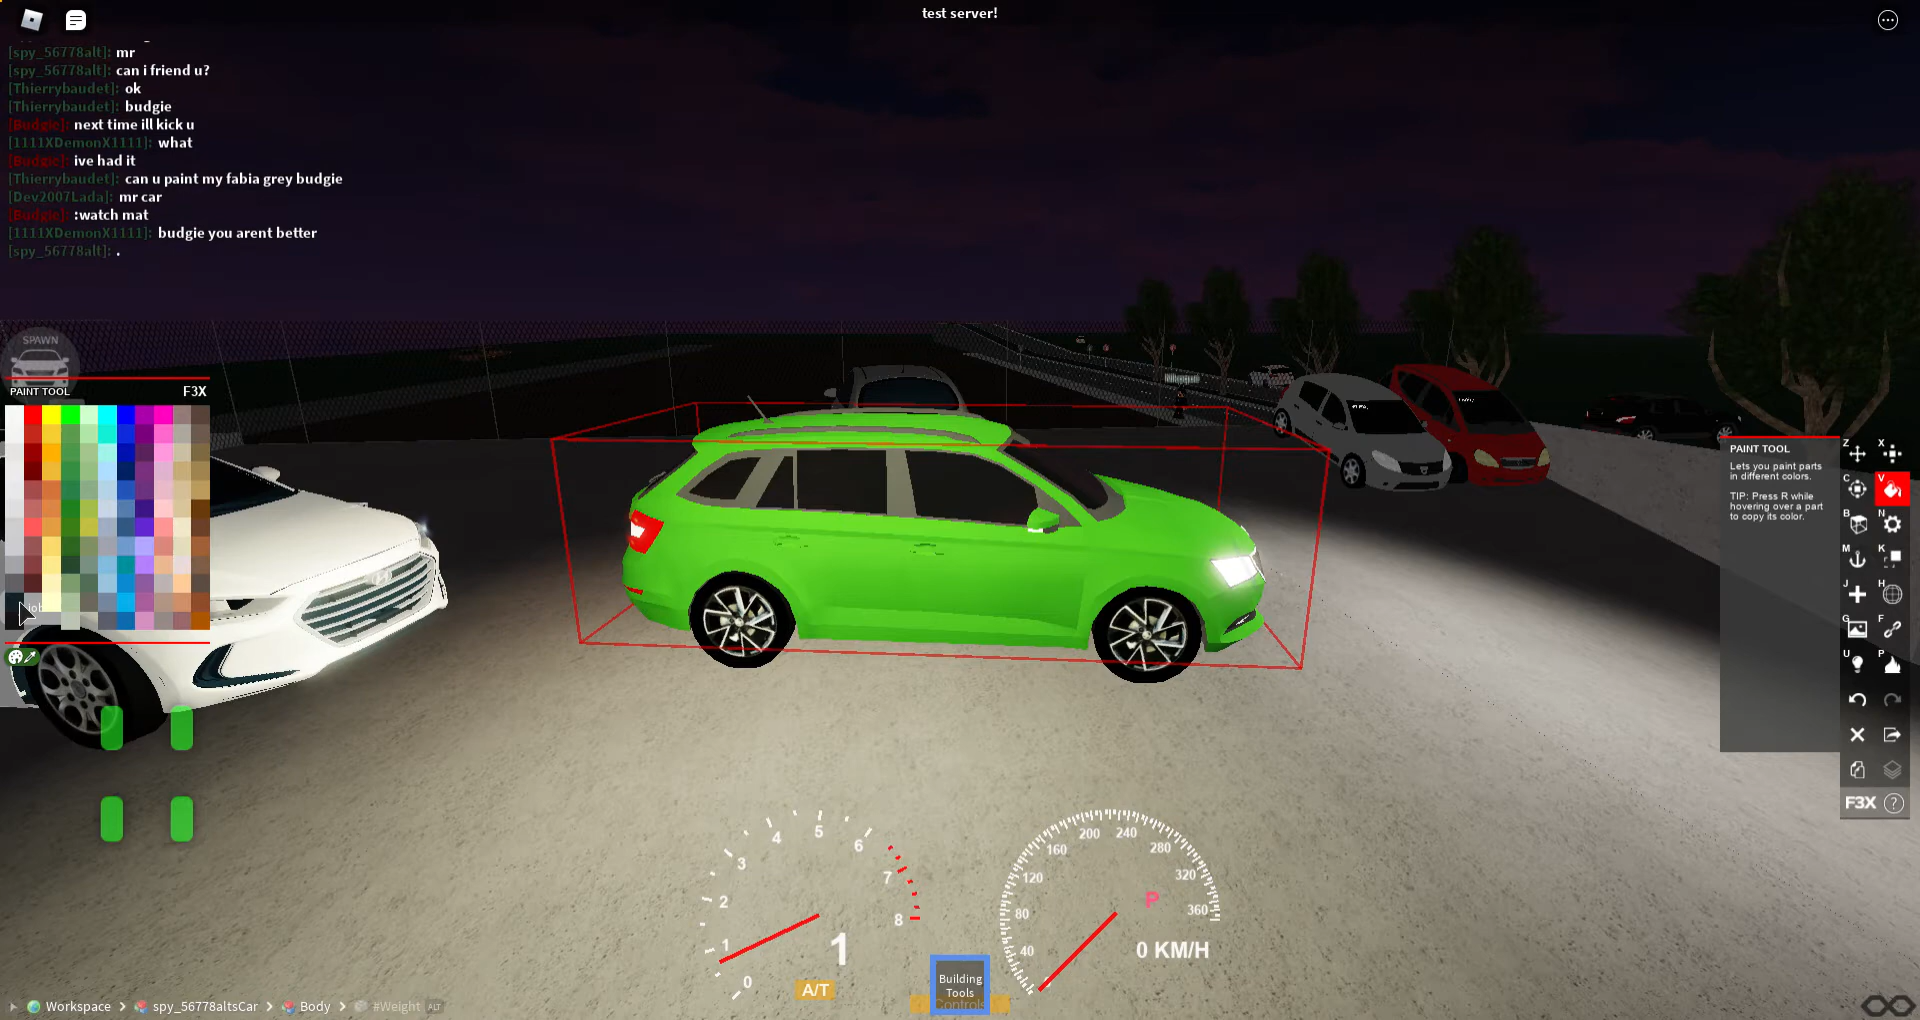 test server!
[spy_56778alt]: mr
[spy_56778alt]: can i friend u?
[Thierrybaudet]: ok
[Thierrybaudet]: budgie
[Budgie]: next time ill kick u
[1111XDemonX1111]: what
[Budgie]: ive had it
[Thierrybaudet]: can u paint my fabia grey budgie
[Dev2007Lada]: mr car
[Budgie]: :watch mat
[1111XDemonX1111]: budgie you arent better
[spy_56778alt]: .
SPAWN
PAINT TOOL F3X
PAINT TOOL
Lets you paint parts
in different colors.
TIP: Press R while
hovering over a part
to copy its color.
Z X
C V
B N
M K
J H
G F
U P
F3X ?
0 1 2 3 4 5 6 7 8
1
A/T
40 80 120 160 200 240 280 320 360
P
0 KM/H
Building
Tools
Controls
Workspace > spy_56778altsCar > Body > #Weight ALT